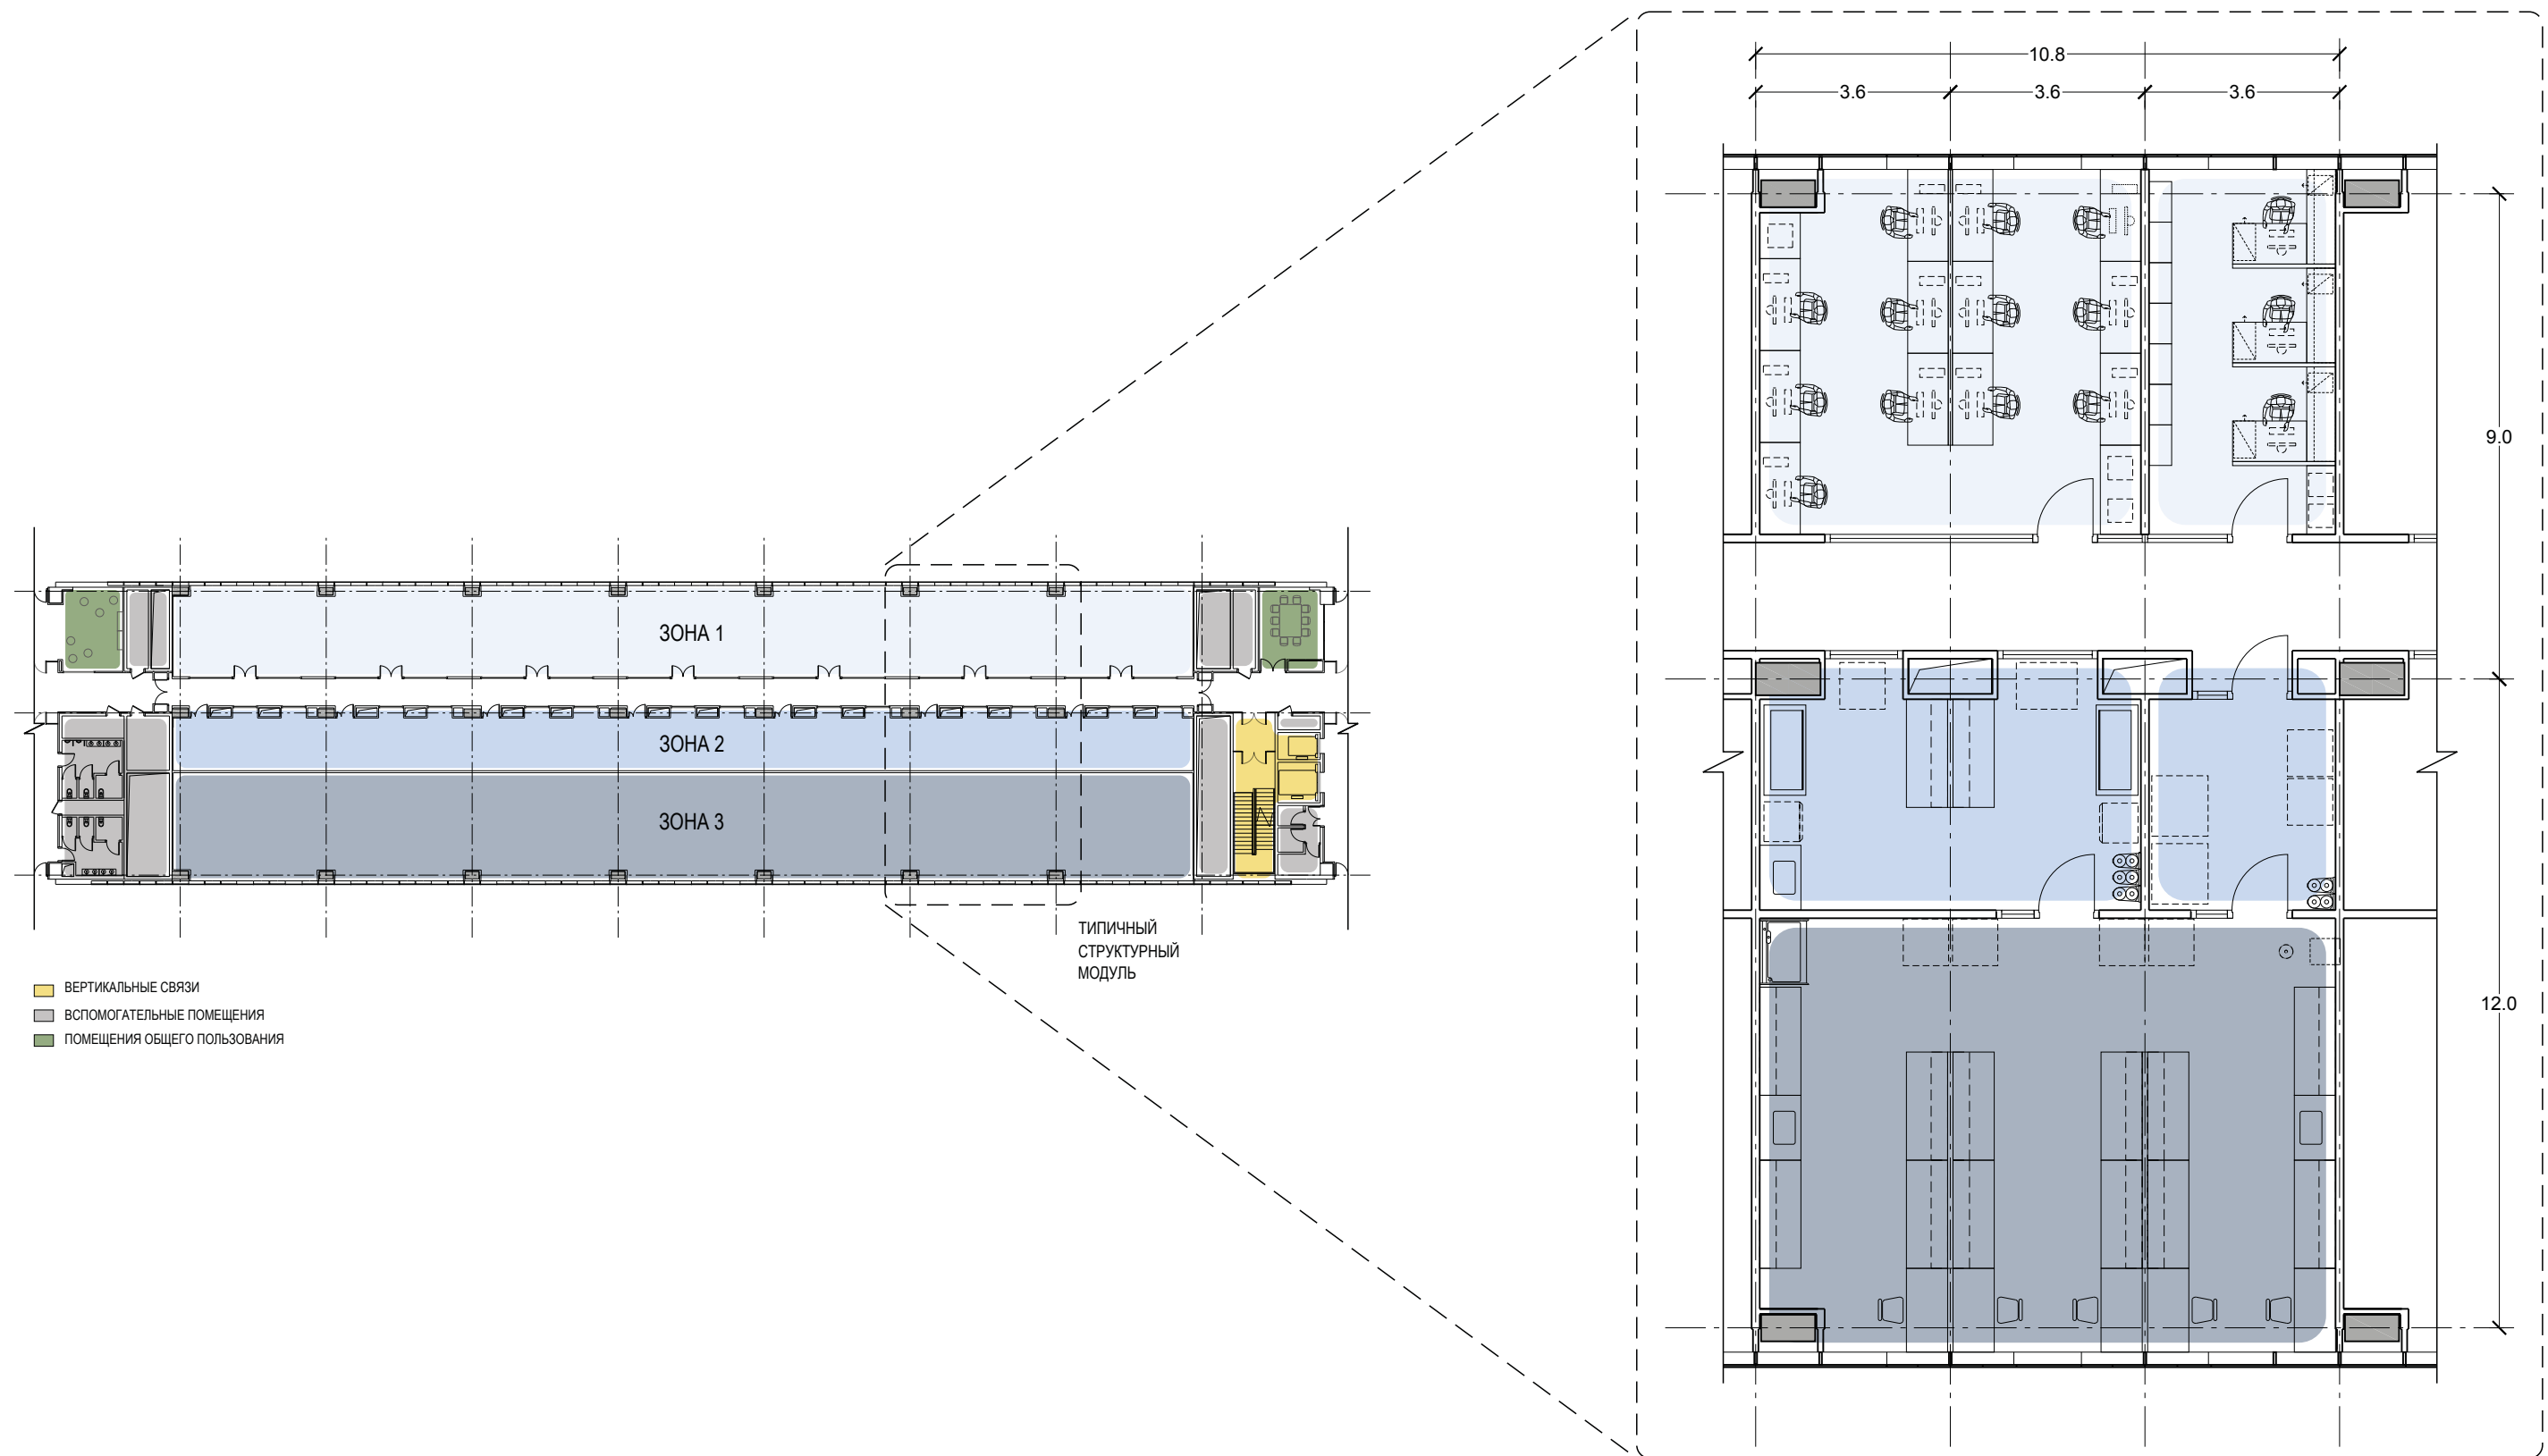 10.8
3.6
3.6
3.6
9.0
12.0
ЗОНА 1
ЗОНА 2
ЗОНА 3
ТИПИЧНЫЙ
СТРУКТУРНЫЙ
МОДУЛЬ
ВЕРТИКАЛЬНЫЕ СВЯЗИ
ВСПОМОГАТЕЛЬНЫЕ ПОМЕЩЕНИЯ
ПОМЕЩЕНИЯ ОБЩЕГО ПОЛЬЗОВАНИЯ